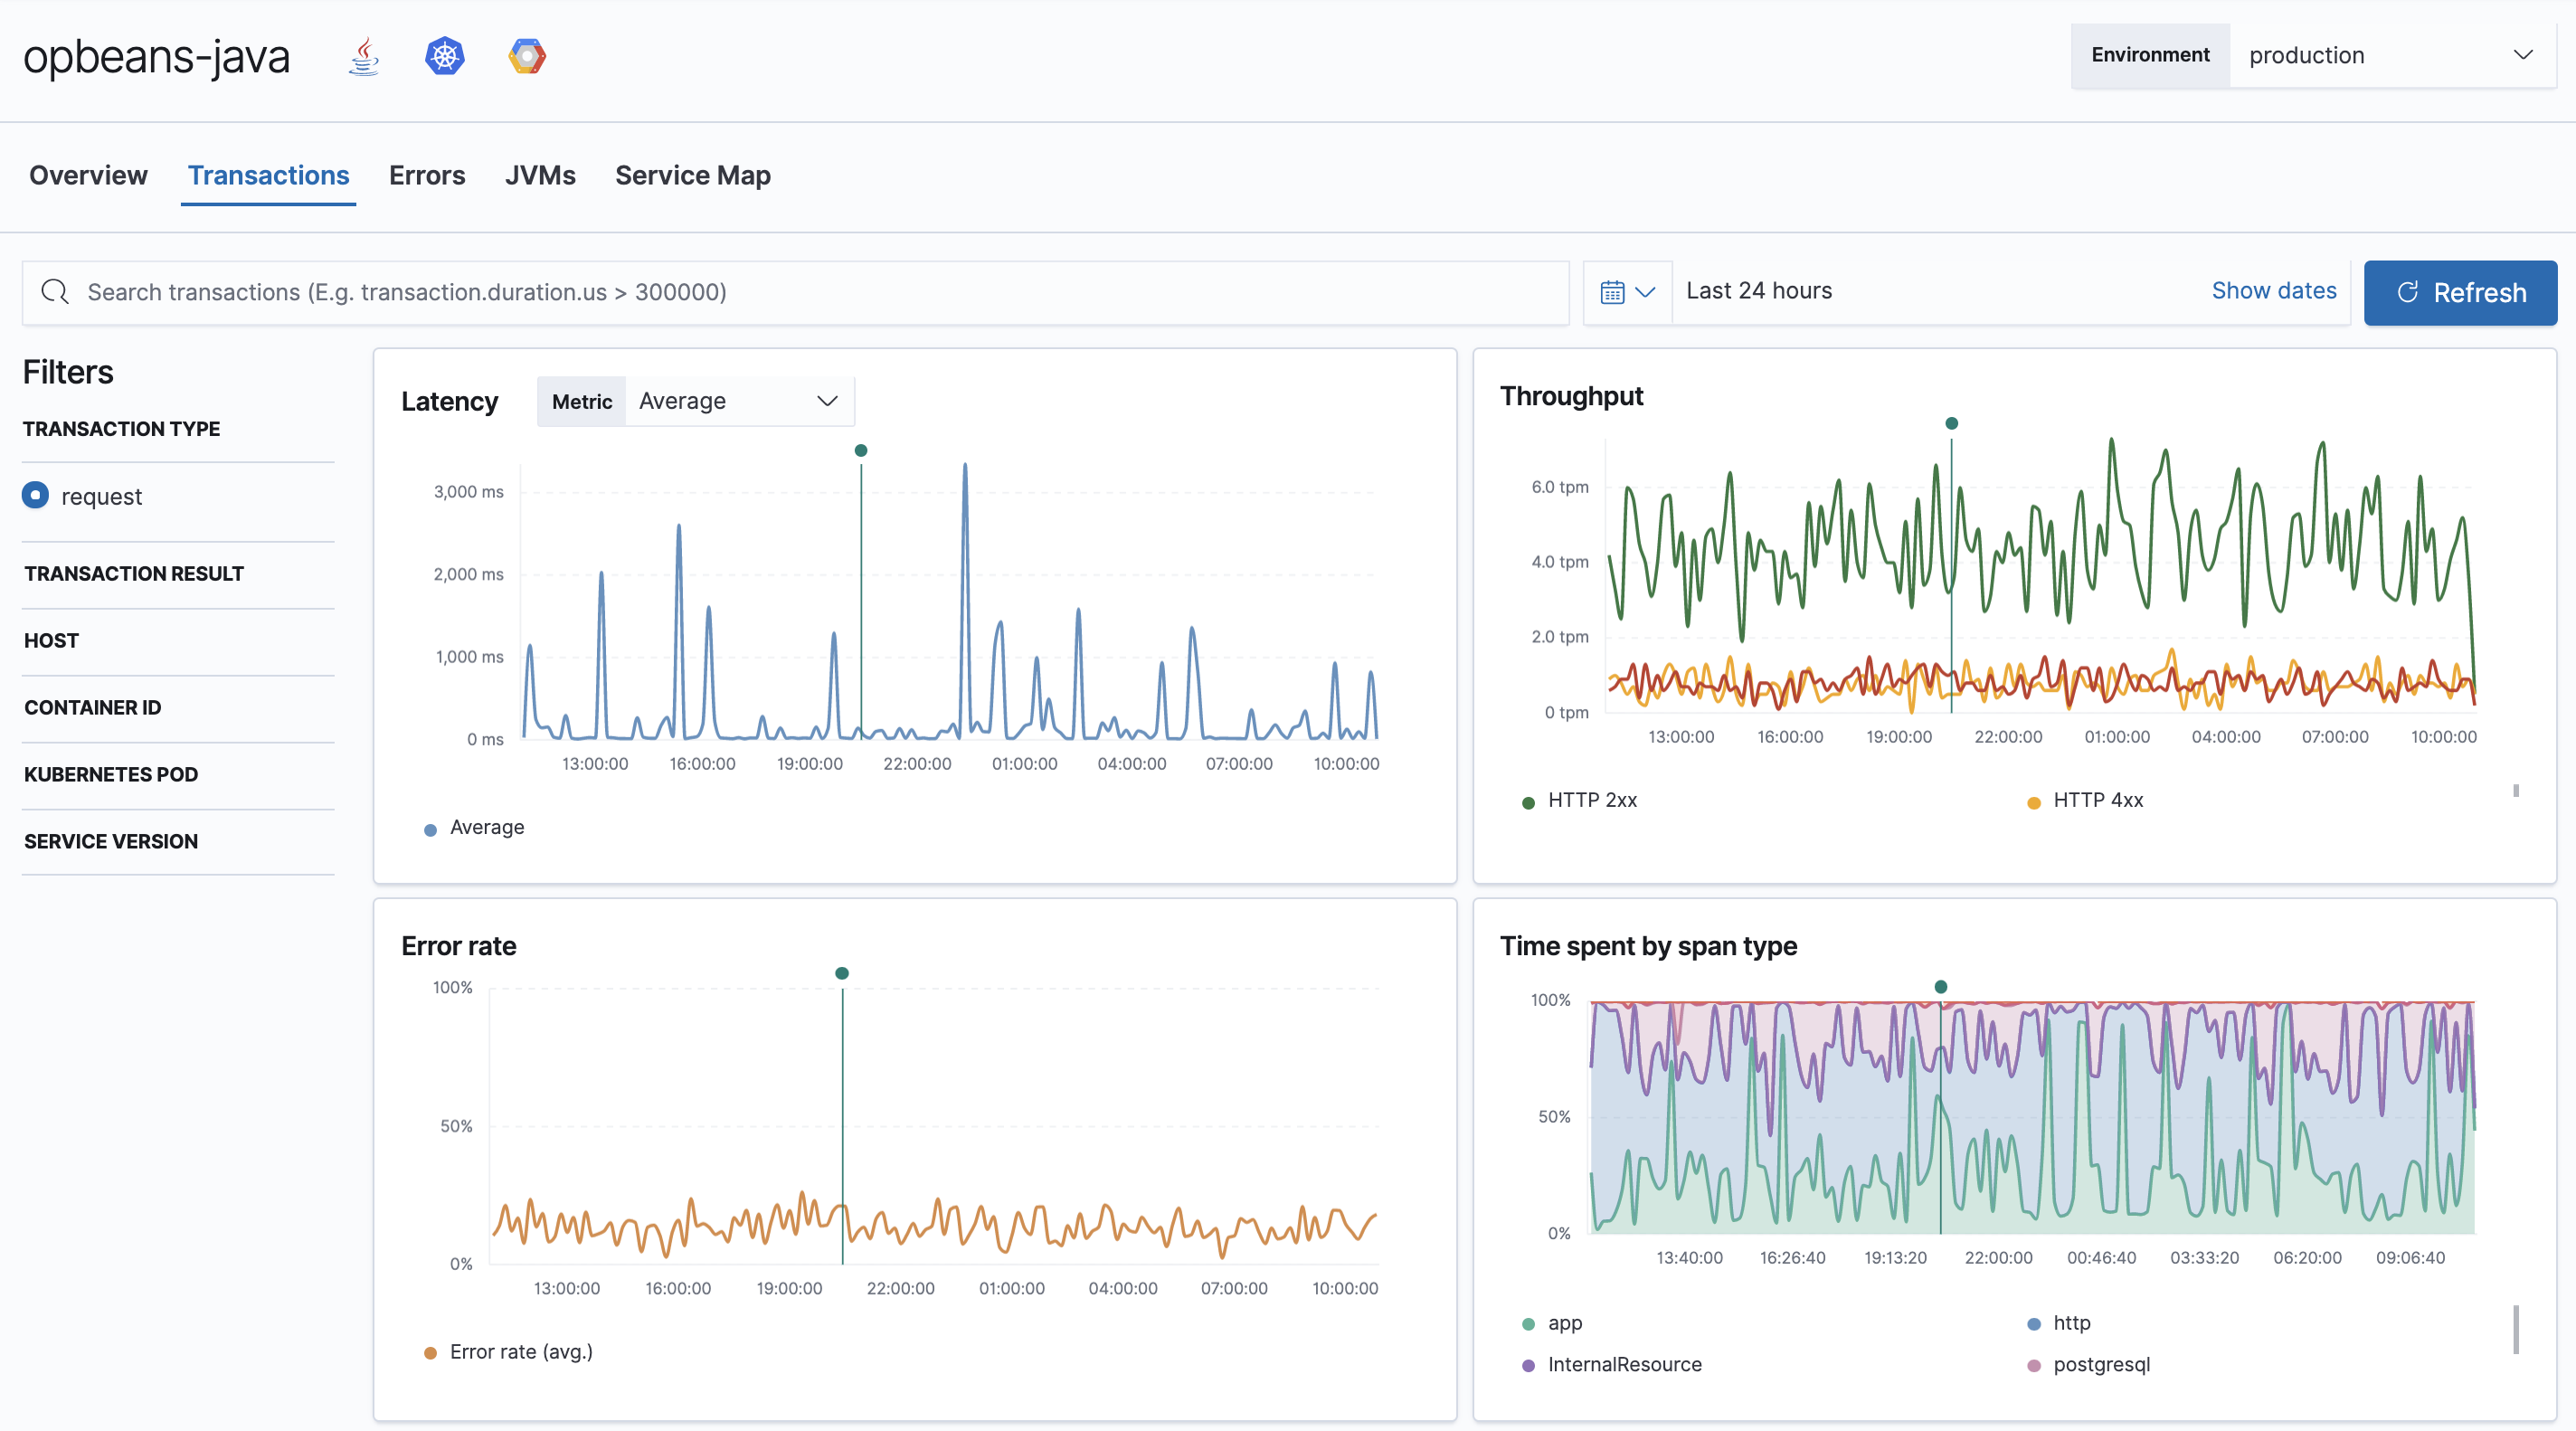 opbeans-java
Environment production
Overview Transactions Errors JVMs Service Map
Search transactions (E.g. transaction.duration.us > 300000)
Last 24 hours Show dates Refresh
Filters
TRANSACTION TYPE
request
TRANSACTION RESULT
HOST
CONTAINER ID
KUBERNETES POD
SERVICE VERSION
Latency Metric Average
3,000 ms
2,000 ms
1,000 ms
0 ms
13:00:00 16:00:00 19:00:00 22:00:00 01:00:00 04:00:00 07:00:00 10:00:00
Average
Throughput
6.0 tpm
4.0 tpm
2.0 tpm
0 tpm
13:00:00 16:00:00 19:00:00 22:00:00 01:00:00 04:00:00 07:00:00 10:00:00
HTTP 2xx HTTP 4xx
Error rate
100%
50%
0%
13:00:00 16:00:00 19:00:00 22:00:00 01:00:00 04:00:00 07:00:00 10:00:00
Error rate (avg.)
Time spent by span type
100%
50%
0%
13:40:00 16:26:40 19:13:20 22:00:00 00:46:40 03:33:20 06:20:00 09:06:40
app http
InternalResource postgresql